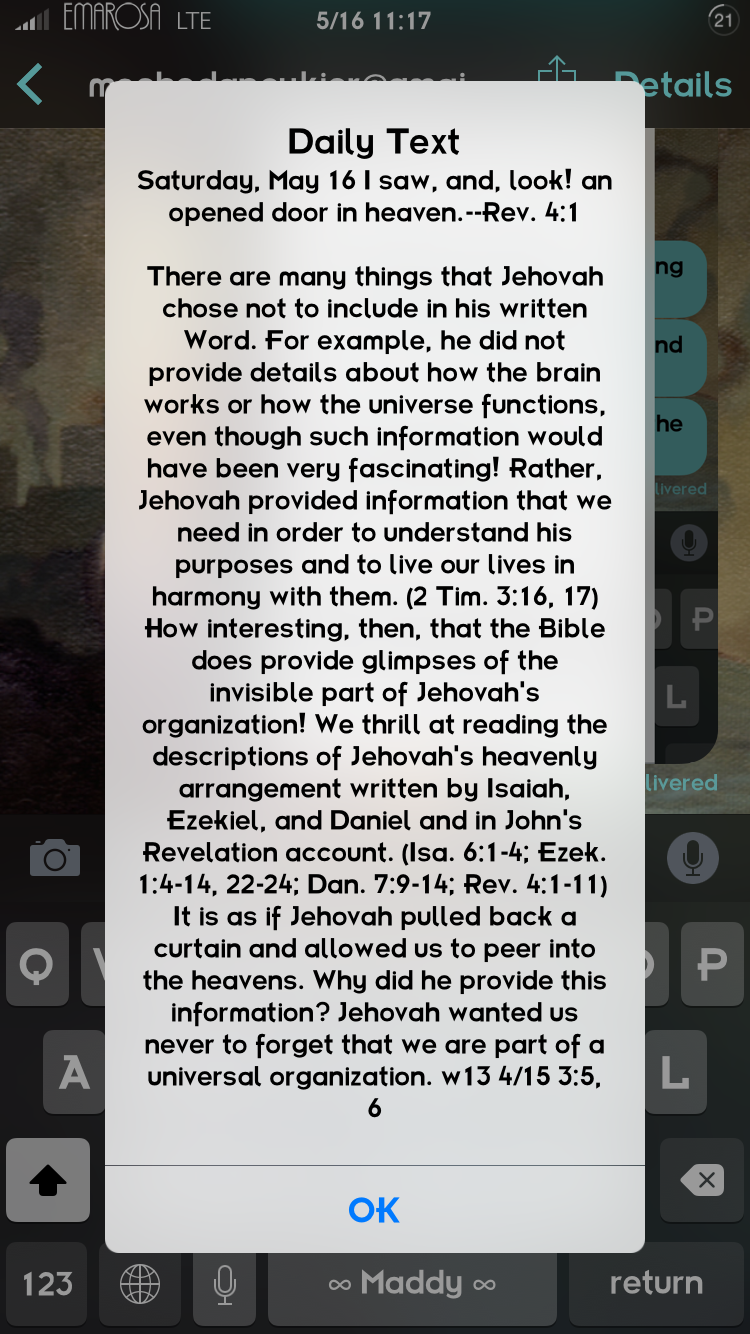 EMAROSA LTE 5/16 11:17 21
Details
Daily Text
Saturday, May 16 I saw, and, look! an
opened door in heaven.--Rev. 4:1
There are many things that Jehovah
chose not to include in his written
Word. For example, he did not
provide details about how the brain
works or how the universe functions,
even though such information would
have been very fascinating! Rather,
Jehovah provided information that we
need in order to understand his
purposes and to live our lives in
harmony with them. (2 Tim. 3:16, 17)
How interesting, then, that the Bible
does provide glimpses of the
invisible part of Jehovah's
organization! We thrill at reading the
descriptions of Jehovah's heavenly
arrangement written by Isaiah,
Ezekiel, and Daniel and in John's
Revelation account. (Isa. 6:1-4; Ezek.
1:4-14, 22-24; Dan. 7:9-14; Rev. 4:1-11)
It is as if Jehovah pulled back a
curtain and allowed us to peer into
the heavens. Why did he provide this
information? Jehovah wanted us
never to forget that we are part of a
universal organization. w13 4/15 3:5,
6
OK
ng
nd
he
livered
P
L
livered
Q P
A L
123 ∞ Maddy ∞ return